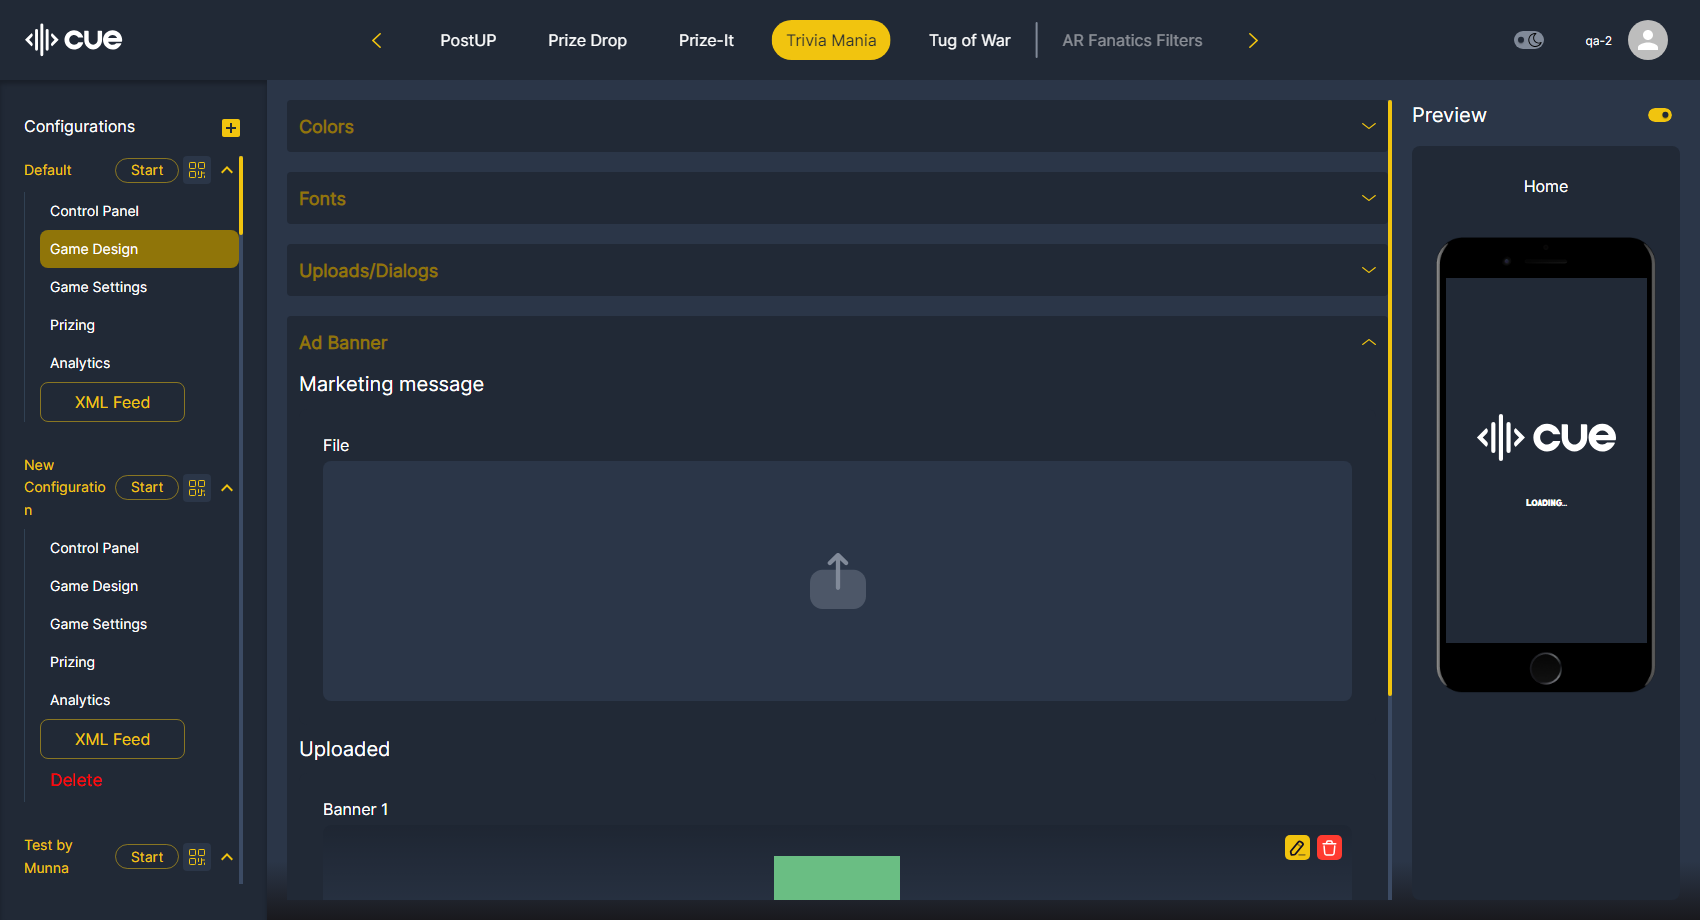 cue
PostUP
Prize Drop
Prize-It
Trivia Mania
Tug of War
AR Fanatics Filters
qa-2
Configurations
Default
Start
Control Panel
Game Design
Game Settings
Prizing
Analytics
XML Feed
New
Configuratio
n
Start
Control Panel
Game Design
Game Settings
Prizing
Analytics
XML Feed
Delete
Test by
Munna
Start
Colors
Fonts
Uploads/Dialogs
Ad Banner
Marketing message
File
Uploaded
Banner 1
Preview
Home
cue
LOADING...